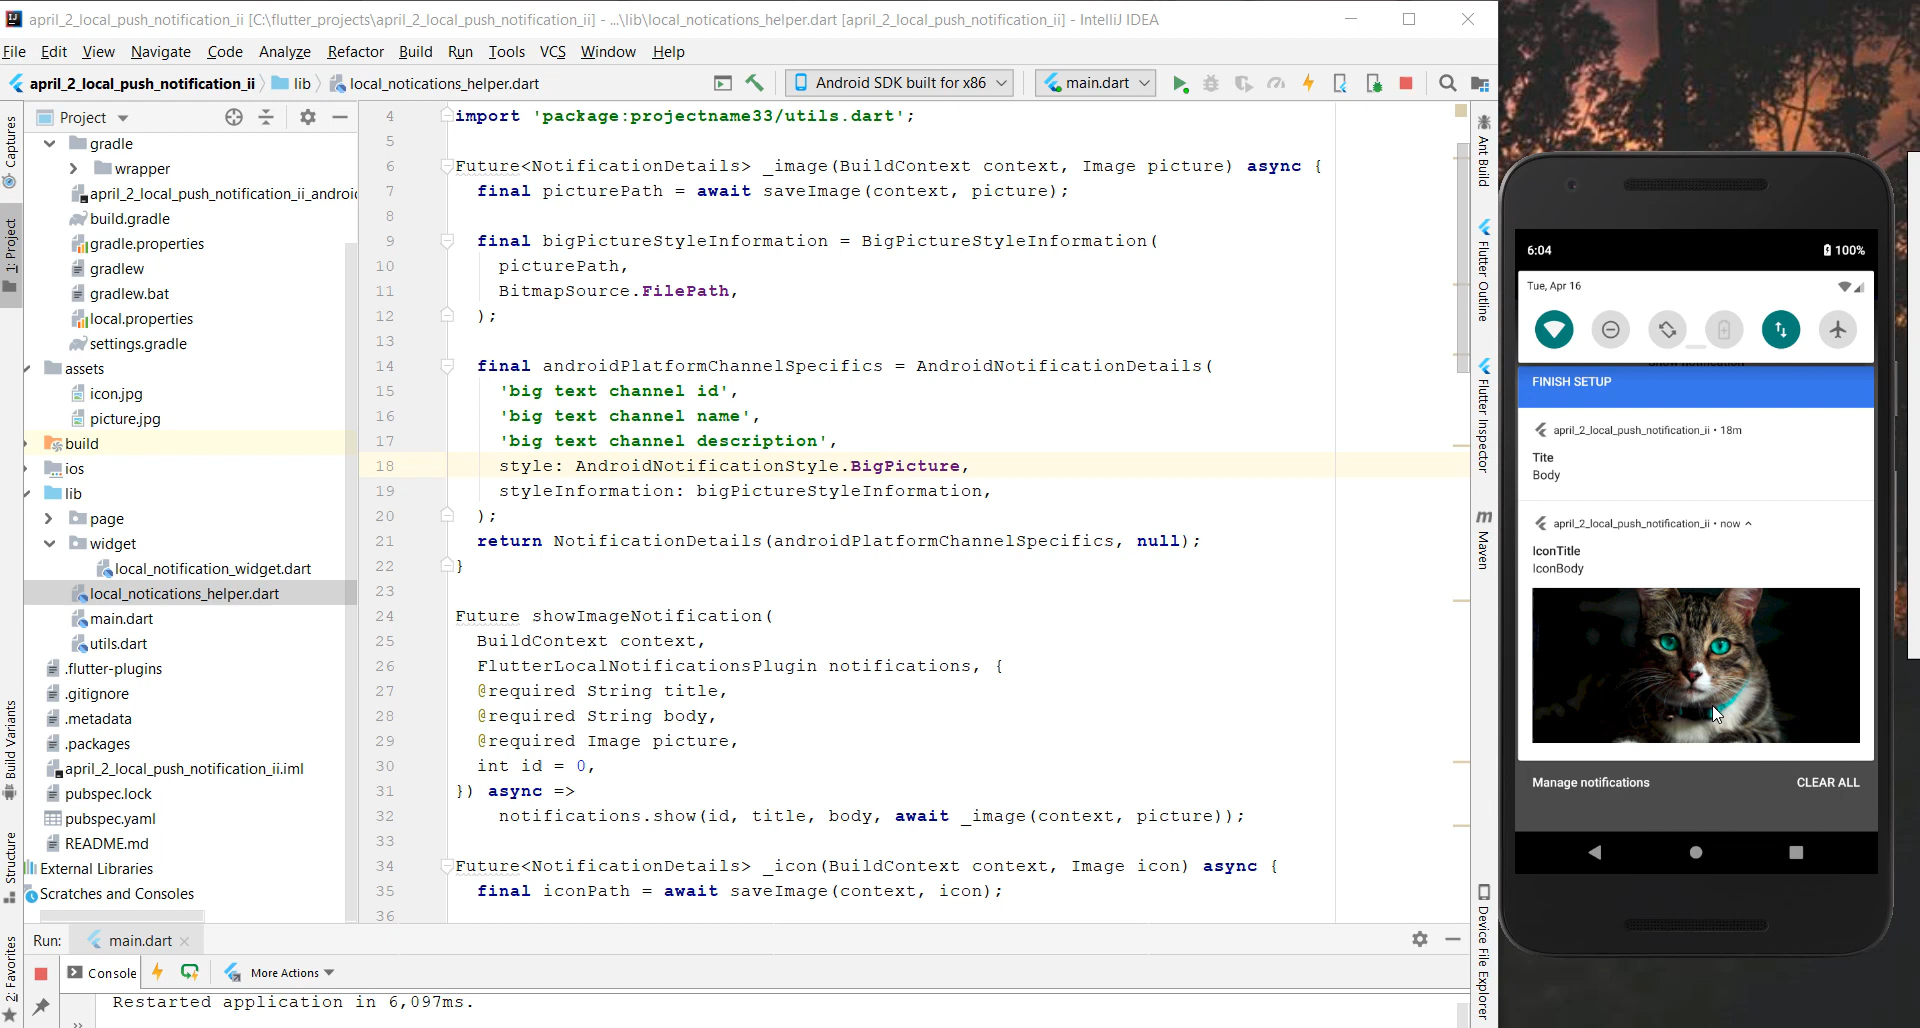 april_2_local_push_notification_ii [C:\flutter_projects\april_2_local_push_notification_ii] - ...\lib\local_notications_helper.dart [april_2_local_push_notification_ii] - IntelliJ IDEA
File Edit View Navigate Code Analyze Refactor Build Run Tools VCS Window Help
april_2_local_push_notification_ii lib local_notications_helper.dart Android SDK built for x86 main.dart
Project
gradle
wrapper
april_2_local_push_notification_ii_androi
build.gradle
gradle.properties
gradlew
gradlew.bat
local.properties
settings.gradle
assets
icon.jpg
picture.jpg
build
ios
lib
page
widget
local_notification_widget.dart
local_notications_helper.dart
main.dart
utils.dart
.flutter-plugins
.gitignore
.metadata
.packages
april_2_local_push_notification_ii.iml
pubspec.lock
pubspec.yaml
README.md
External Libraries
Scratches and Consoles
Captures
1: Project
Build Variants
Structure
2: Favorites
4 import 'package:projectname33/utils.dart';
5
6 Future<NotificationDetails> _image(BuildContext context, Image picture) async {
7 final picturePath = await saveImage(context, picture);
8
9 final bigPictureStyleInformation = BigPictureStyleInformation(
10 picturePath,
11 BitmapSource.FilePath,
12 );
13
14 final androidPlatformChannelSpecifics = AndroidNotificationDetails(
15 'big text channel id',
16 'big text channel name',
17 'big text channel description',
18 style: AndroidNotificationStyle.BigPicture,
19 styleInformation: bigPictureStyleInformation,
20 );
21 return NotificationDetails(androidPlatformChannelSpecifics, null);
22 }
23
24 Future showImageNotification(
25 BuildContext context,
26 FlutterLocalNotificationsPlugin notifications, {
27 @required String title,
28 @required String body,
29 @required Image picture,
30 int id = 0,
31 }) async =>
32 notifications.show(id, title, body, await _image(context, picture));
33
34 Future<NotificationDetails> _icon(BuildContext context, Image icon) async {
35 final iconPath = await saveImage(context, icon);
36
Ant Build
Flutter Outline
Flutter Inspector
Maven
Device File Explorer
Run: main.dart
Console More Actions
Restarted application in 6,097ms.
6:04 100%
Tue, Apr 16
FINISH SETUP
april_2_local_push_notification_ii • 18m
Tite
Body
april_2_local_push_notification_ii • now
IconTitle
IconBody
Manage notifications CLEAR ALL